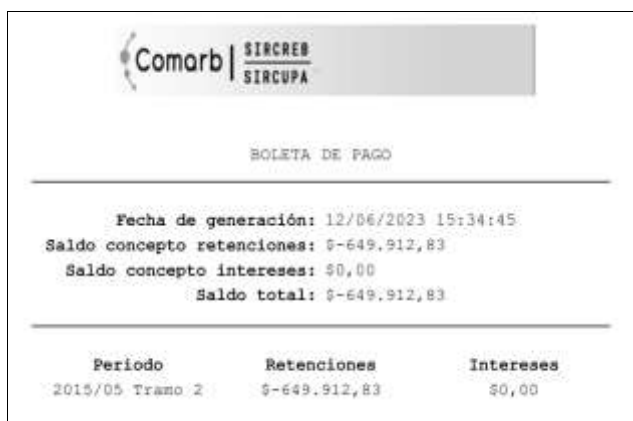 Comarb | SIRCREB
SIRCUPA
BOLETA DE PAGO
Fecha de generación: 12/06/2023 15:34:45
Saldo concepto retenciones: $-649.912,83
Saldo concepto intereses: $0,00
Saldo total: $-649.912,83
Periodo Retenciones Intereses
2015/05 Tramo 2 $-649.912,83 $0,00